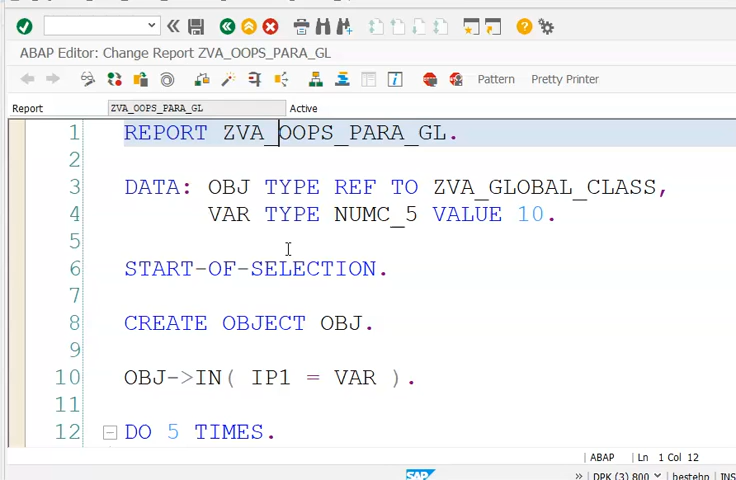 ABAP Editor: Change Report ZVA_OOPS_PARA_GL
Pattern Pretty Printer
Report ZVA_OOPS_PARA_GL Active
1 REPORT ZVA_OOPS_PARA_GL.
2
3 DATA: OBJ TYPE REF TO ZVA_GLOBAL_CLASS,
4 VAR TYPE NUMC_5 VALUE 10.
5
6 START-OF-SELECTION.
7
8 CREATE OBJECT OBJ.
9
10 OBJ->IN( IP1 = VAR ).
11
12 DO 5 TIMES.
ABAP Ln 1 Col 12
SAP » DPK (3) 800 bestehp INS